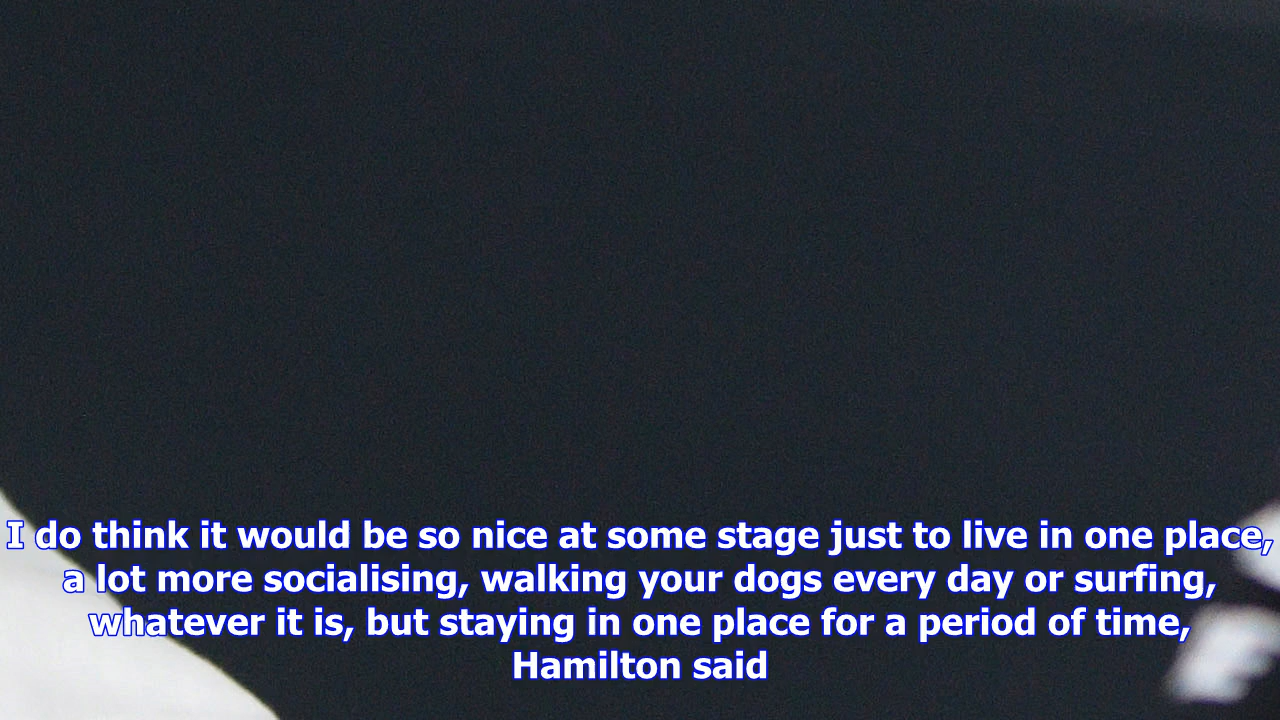 I do think it would be so nice at some stage just to live in one place,
a lot more socialising, walking your dogs every day or surfing,
whatever it is, but staying in one place for a period of time,
Hamilton said